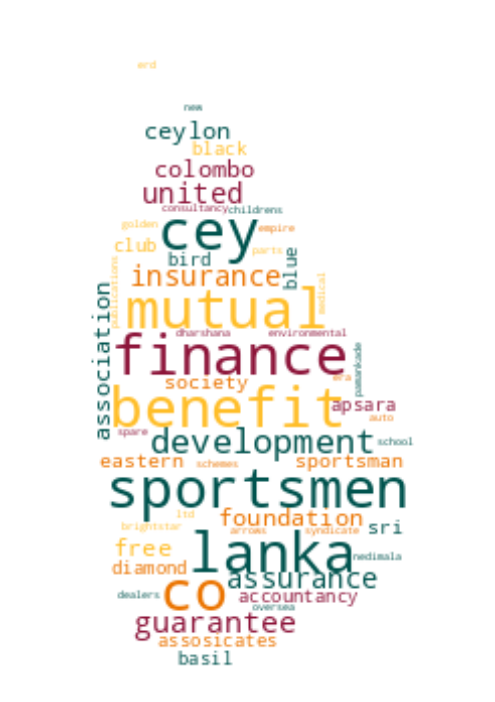 erd
new
ceylon
black
colombo
united
consultancy childrens
golden cey empire
club parts
bird blue
insurance
publications medical
mutual
association
dharshana environmental
finance
pamankade
society era
benefit apsara
auto
spare development school
eastern schemes sportsman
sportsmen
ltd foundation
brightstar arrows syndicate sri
free lanka nedimala
diamond assurance
dealers co accountancy
oversea
guarantee
assosicates
basil